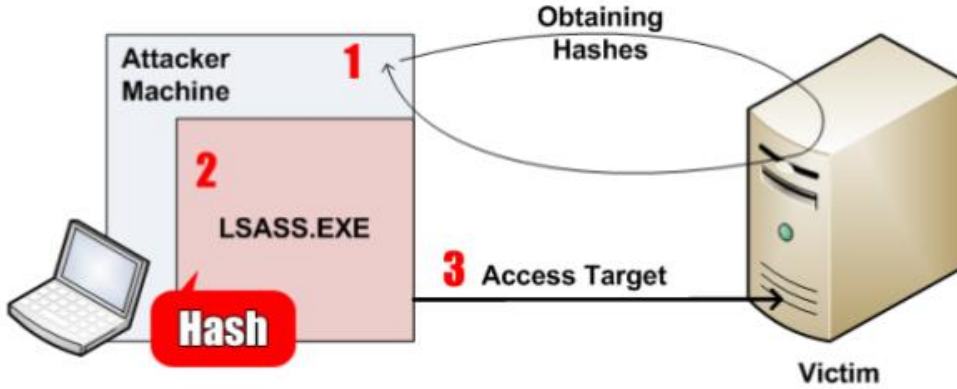 Attacker
Machine
1
Obtaining
Hashes
2
LSASS.EXE
Hash
3 Access Target
Victim